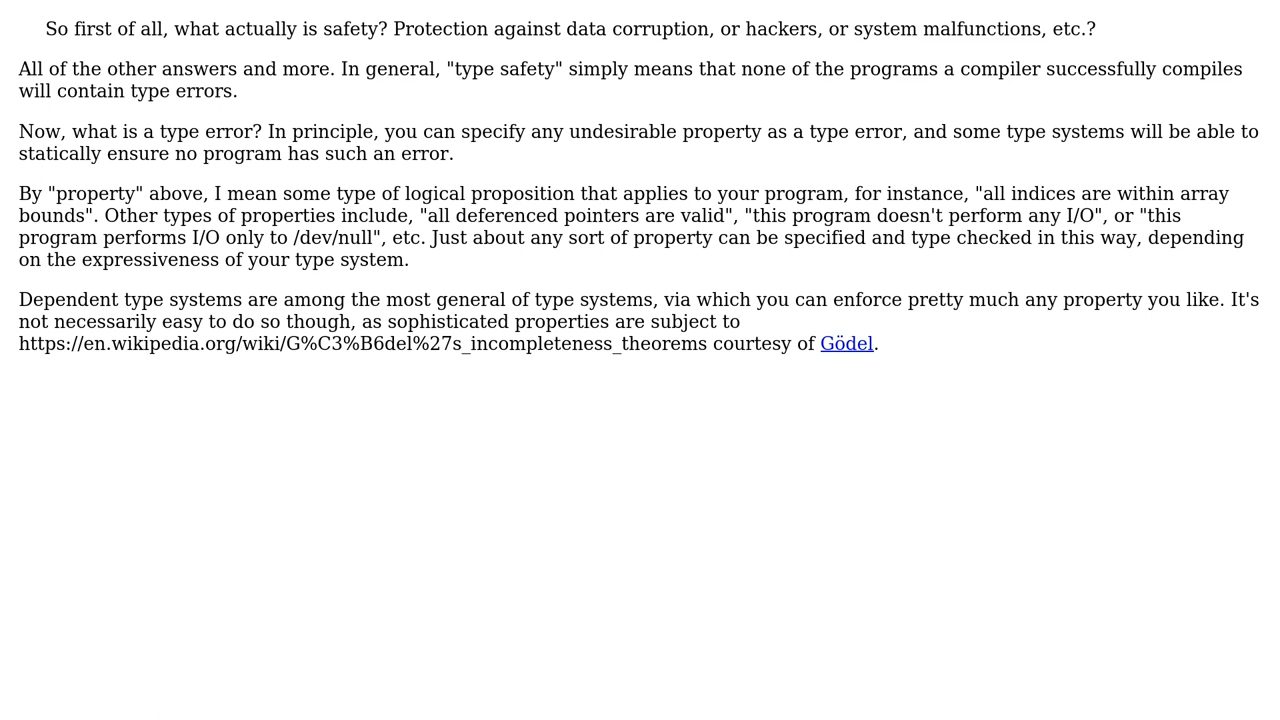 So first of all, what actually is safety? Protection against data corruption, or hackers, or system malfunctions, etc.?
All of the other answers and more. In general, "type safety" simply means that none of the programs a compiler successfully compiles
will contain type errors.
Now, what is a type error? In principle, you can specify any undesirable property as a type error, and some type systems will be able to
statically ensure no program has such an error.
By "property" above, I mean some type of logical proposition that applies to your program, for instance, "all indices are within array
bounds". Other types of properties include, "all deferenced pointers are valid", "this program doesn't perform any I/O", or "this
program performs I/O only to /dev/null", etc. Just about any sort of property can be specified and type checked in this way, depending
on the expressiveness of your type system.
Dependent type systems are among the most general of type systems, via which you can enforce pretty much any property you like. It's
not necessarily easy to do so though, as sophisticated properties are subject to
https://en.wikipedia.org/wiki/G%C3%B6del%27s_incompleteness_theorems courtesy of Gödel.